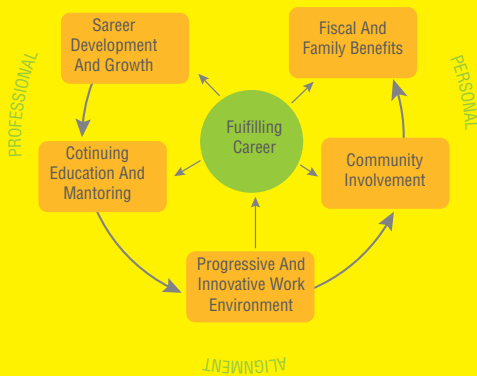 Sareer
Development
And Growth
Fiscal And
Family Benefits
PROFESSIONAL
PERSONAL
Fuifilling
Career
Cotinuing
Education And
Mantoring
Community
Involvement
Progressive And
Innovative Work
Environment
ALIGNMENT